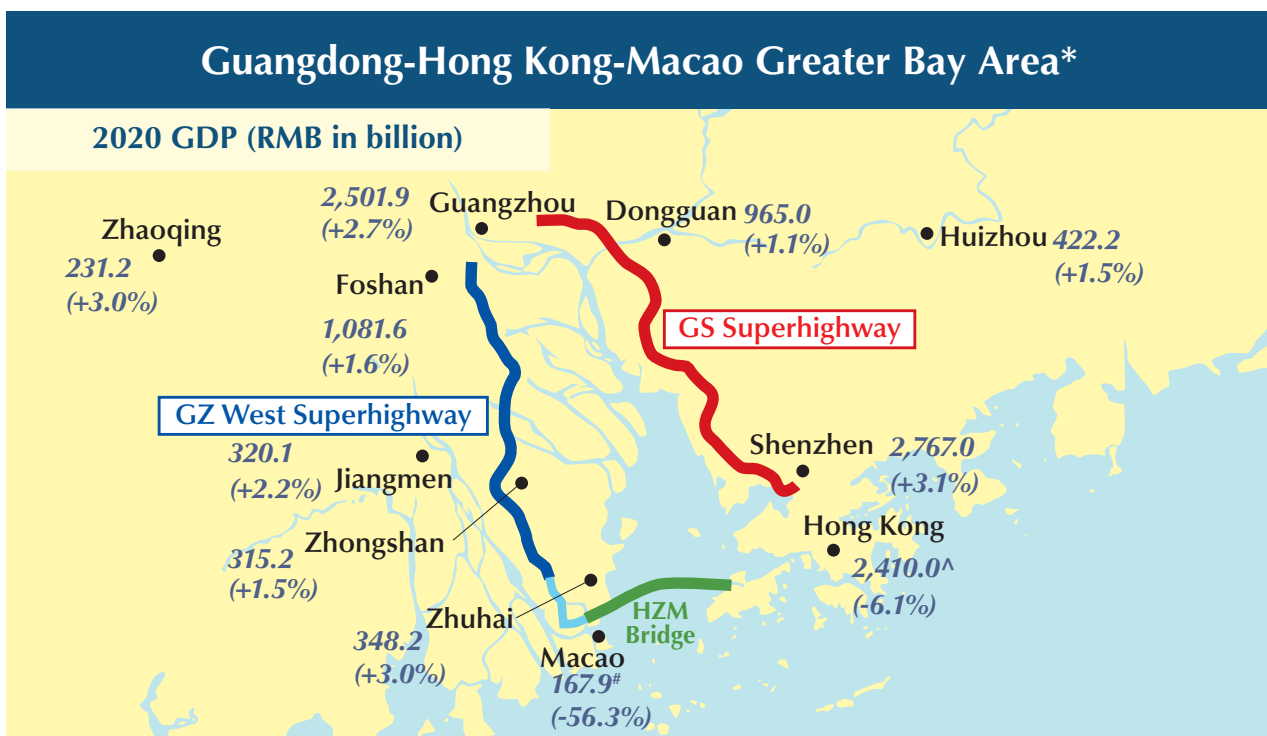 Guangdong-Hong Kong-Macao Greater Bay Area*
2020 GDP (RMB in billion)
Zhaoqing
231.2
(+3.0%)
2,501.9
(+2.7%)
Guangzhou
Dongguan
965.0
(+1.1%)
Huizhou
422.2
(+1.5%)
Foshan
1,081.6
(+1.6%)
GS Superhighway
GZ West Superhighway
320.1
(+2.2%)
Jiangmen
Shenzhen
2,767.0
(+3.1%)
Hong Kong
2,410.0^
(-6.1%)
Zhongshan
315.2
(+1.5%)
Zhuhai
348.2
(+3.0%)
HZM
Bridge
Macao
167.9#
(-56.3%)